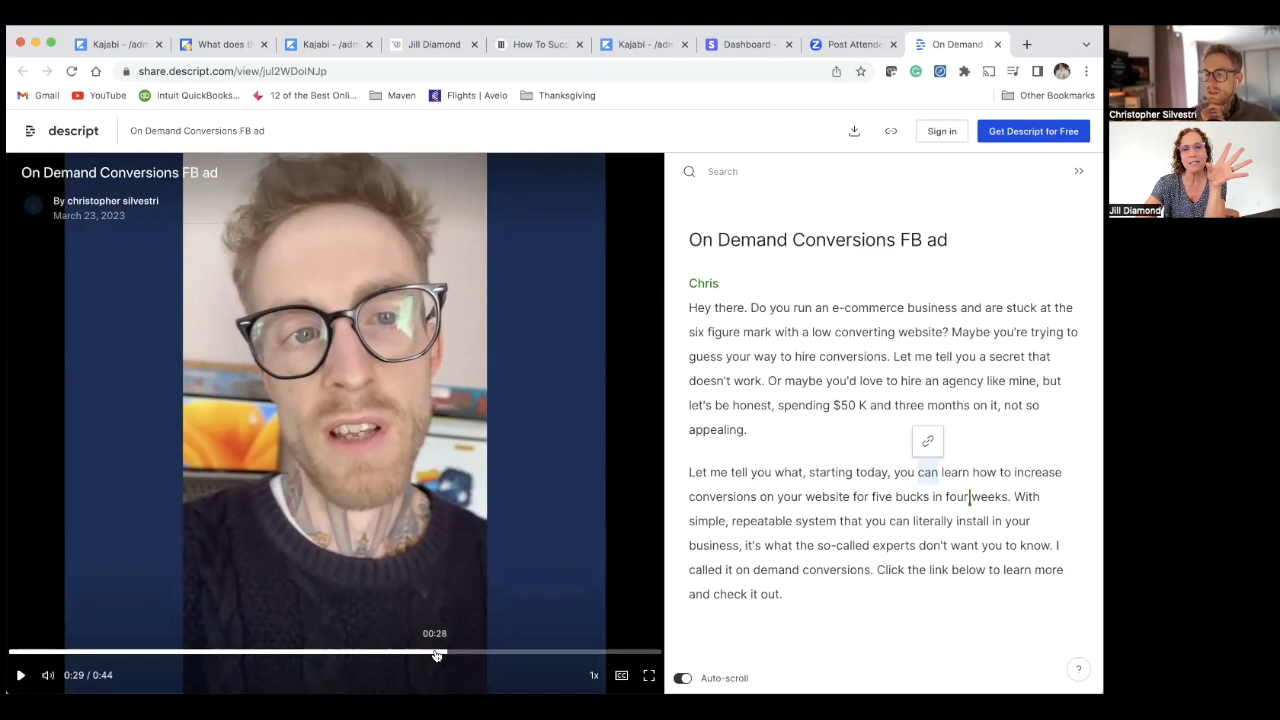 Kajabi - /adm
What does th
Kajabi - /adm
Jill Diamond
How To Succ
Kajabi - /adm
Dashboard -
Post Attende
On Demand
share.descript.com/view/jul2WDolNJp
Gmail
YouTube
Intuit QuickBooks...
12 of the Best Onli...
Maven
Flights | Avelo
Thanksgiving
Other Bookmarks
descript
On Demand Conversions FB ad
Sign in
Get Descript for Free
On Demand Conversions FB ad
By christopher silvestri
March 23, 2023
00:28
0:29 / 0:44
1x
CC
Search
On Demand Conversions FB ad
Chris
Hey there. Do you run an e-commerce business and are stuck at the
six figure mark with a low converting website? Maybe you're trying to
guess your way to hire conversions. Let me tell you a secret that
doesn't work. Or maybe you'd love to hire an agency like mine, but
let's be honest, spending $50 K and three months on it, not so
appealing.
Let me tell you what, starting today, you can learn how to increase
conversions on your website for five bucks in four weeks. With
simple, repeatable system that you can literally install in your
business, it's what the so-called experts don't want you to know. I
called it on demand conversions. Click the link below to learn more
and check it out.
Auto-scroll
?
Christopher Silvestri
Jill Diamond